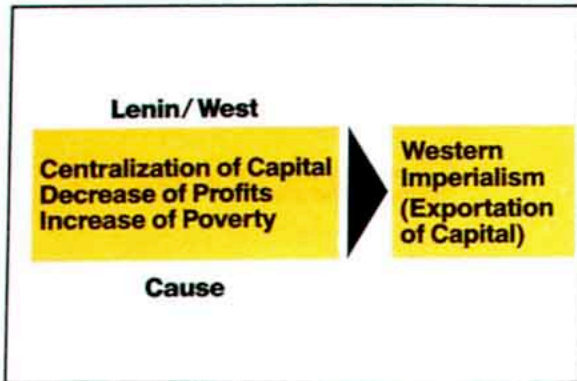 Lenin/West
Centralization of Capital
Decrease of Profits
Increase of Poverty
Western
Imperialism
(Exportation
of Capital)
Cause